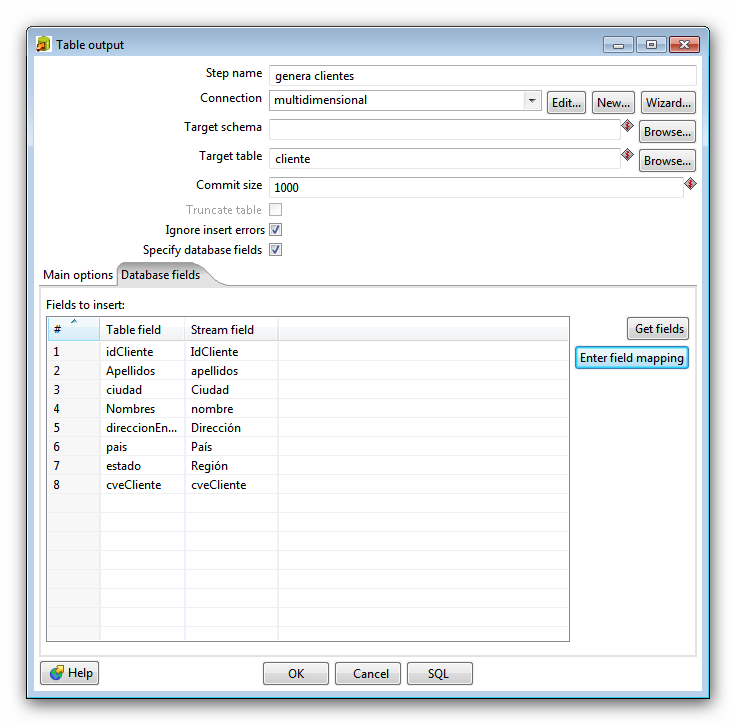 Table output
Step name genera clientes
Connection multidimensional Edit... New... Wizard...
Target schema Browse...
Target table cliente Browse...
Commit size 1000
Truncate table
Ignore insert errors
Specify database fields
Main options Database fields
Fields to insert:
# Table field Stream field Get fields
1 idCliente IdCliente Enter field mapping
2 Apellidos apellidos
3 ciudad Ciudad
4 Nombres nombre
5 direccionEn... Dirección
6 pais País
7 estado Región
8 cveCliente cveCliente
Help OK Cancel SQL